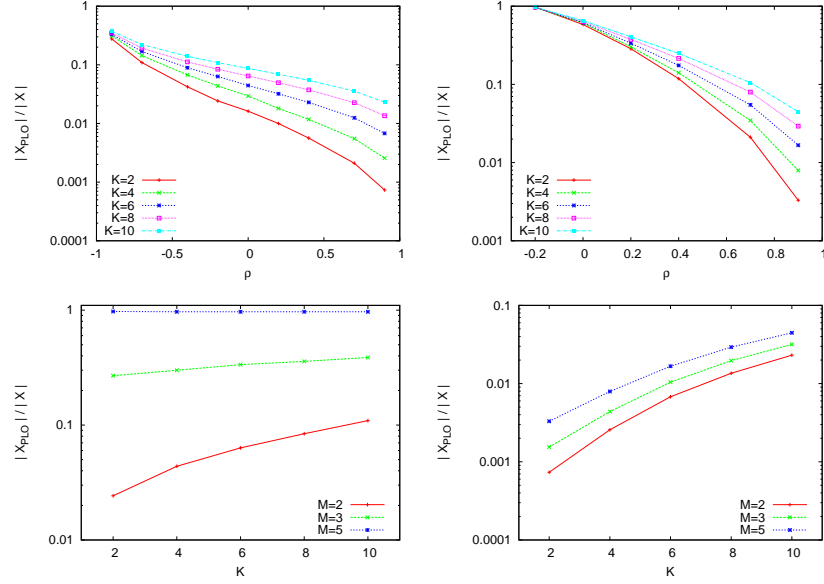 1
0.1
0.01
0.001
0.0001
-1
-0.5
0
0.5
1
| X_PLO | / | X |
ρ
K=2
K=4
K=6
K=8
K=10
1
0.1
0.01
0.001
-0.2
0
0.2
0.4
0.6
0.8
1
| X_PLO | / | X |
ρ
K=2
K=4
K=6
K=8
K=10
1
0.1
0.01
2
4
6
8
10
| X_PLO | / | X |
K
M=2
M=3
M=5
0.1
0.01
0.001
0.0001
2
4
6
8
10
| X_PLO | / | X |
K
M=2
M=3
M=5